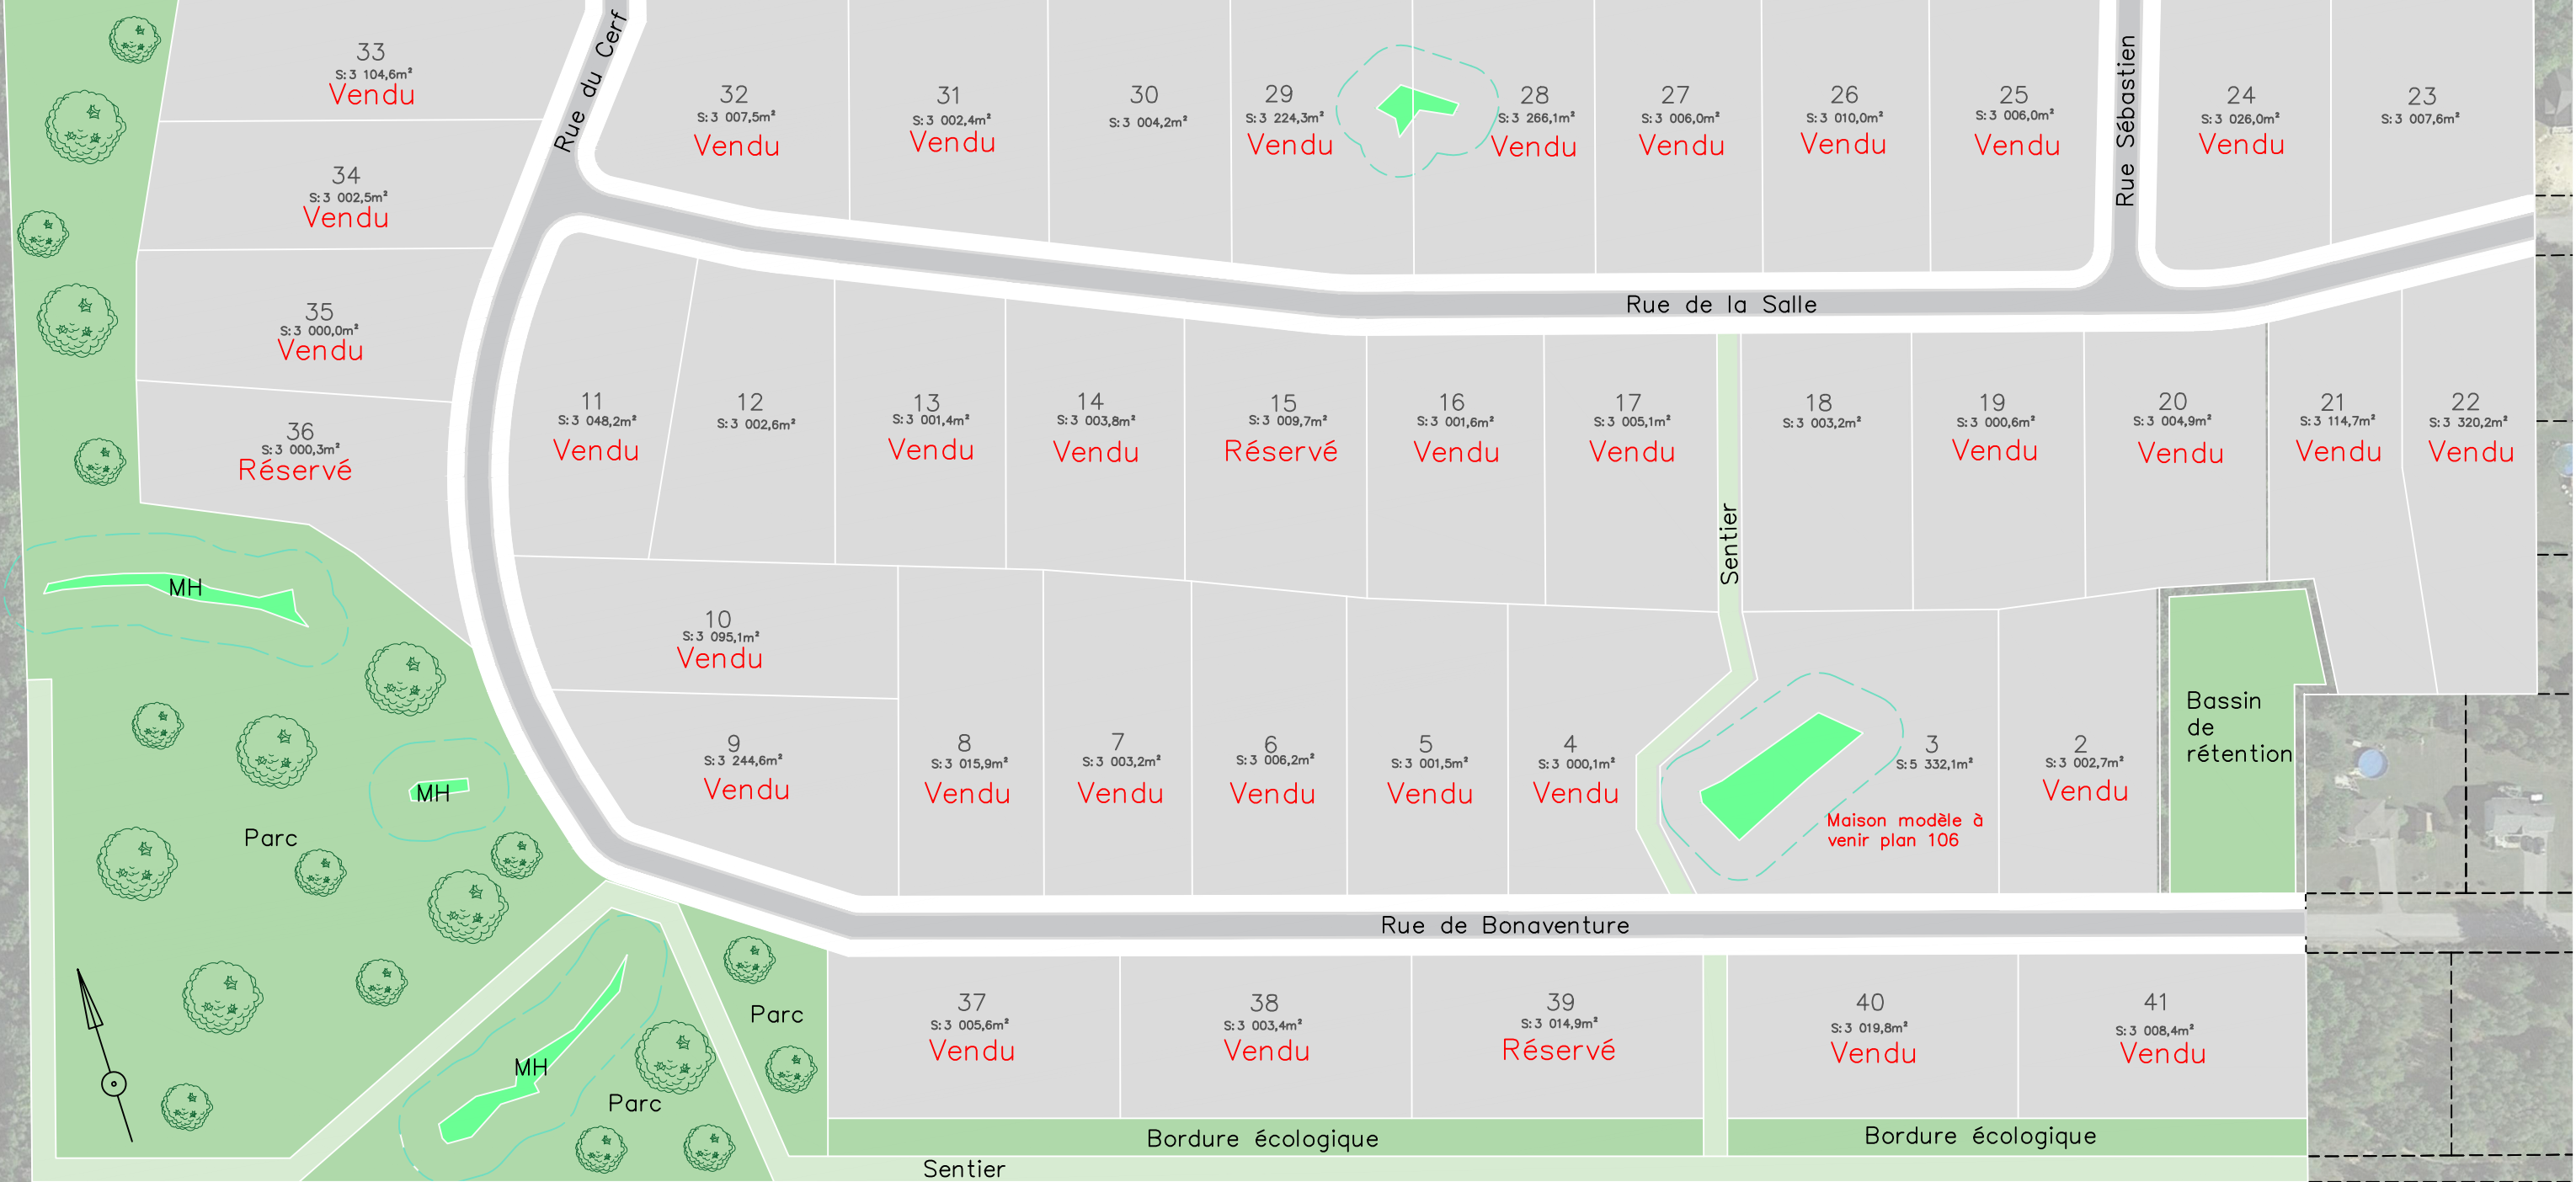 33
S:3 104,6m²
Vendu
Rue du Cerf
32
S:3 007,5m²
Vendu
31
S:3 002,4m²
Vendu
30
S:3 004,2m²
29
S:3 224,3m²
Vendu
28
S:3 266,1m²
Vendu
27
S:3 006,0m²
Vendu
26
S:3 010,0m²
Vendu
25
S:3 006,0m²
Vendu
Rue Sébastien
24
S:3 026,0m²
Vendu
23
S:3 007,6m²
34
S:3 002,5m²
Vendu
Rue de la Salle
35
S:3 000,0m²
Vendu
36
S:3 000,3m²
Réservé
11
S:3 048,2m²
Vendu
12
S:3 002,6m²
13
S:3 001,4m²
Vendu
14
S:3 003,8m²
Vendu
15
S:3 009,7m²
Réservé
16
S:3 001,6m²
Vendu
17
S:3 005,1m²
Vendu
Sentier
18
S:3 003,2m²
19
S:3 000,6m²
Vendu
20
S:3 004,9m²
Vendu
21
S:3 114,7m²
Vendu
22
S:3 320,2m²
Vendu
MH
10
S:3 095,1m²
Vendu
9
S:3 244,6m²
Vendu
8
S:3 015,9m²
Vendu
7
S:3 003,2m²
Vendu
6
S:3 006,2m²
Vendu
5
S:3 001,5m²
Vendu
4
S:3 000,1m²
Vendu
3
S:5 332,1m²
Maison modèle à
venir plan 106
2
S:3 002,7m²
Vendu
Bassin
de
rétention
MH
Parc
Rue de Bonaventure
37
S:3 005,6m²
Vendu
38
S:3 003,4m²
Vendu
39
S:3 014,9m²
Réservé
40
S:3 019,8m²
Vendu
41
S:3 008,4m²
Vendu
Parc
MH
Parc
Bordure écologique
Bordure écologique
Sentier